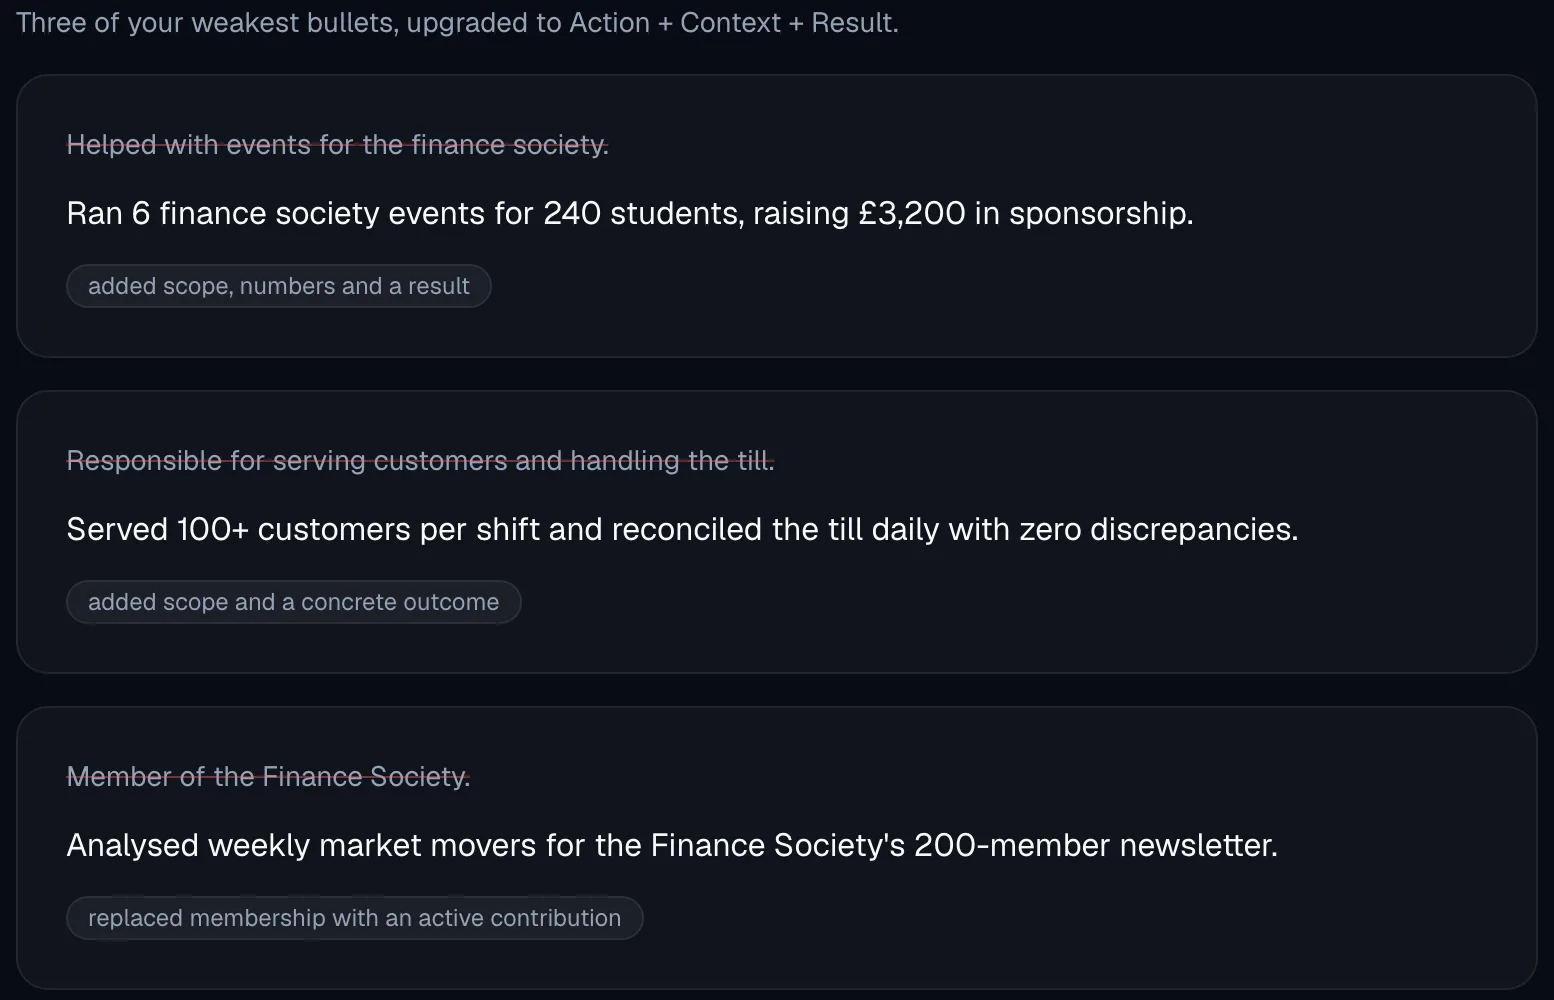 Three of your weakest bullets, upgraded to Action + Context + Result.
Helped with events for the finance society.
Ran 6 finance society events for 240 students, raising £3,200 in sponsorship.
added scope, numbers and a result
Responsible for serving customers and handling the till.
Served 100+ customers per shift and reconciled the till daily with zero discrepancies.
added scope and a concrete outcome
Member of the Finance Society.
Analysed weekly market movers for the Finance Society's 200-member newsletter.
replaced membership with an active contribution